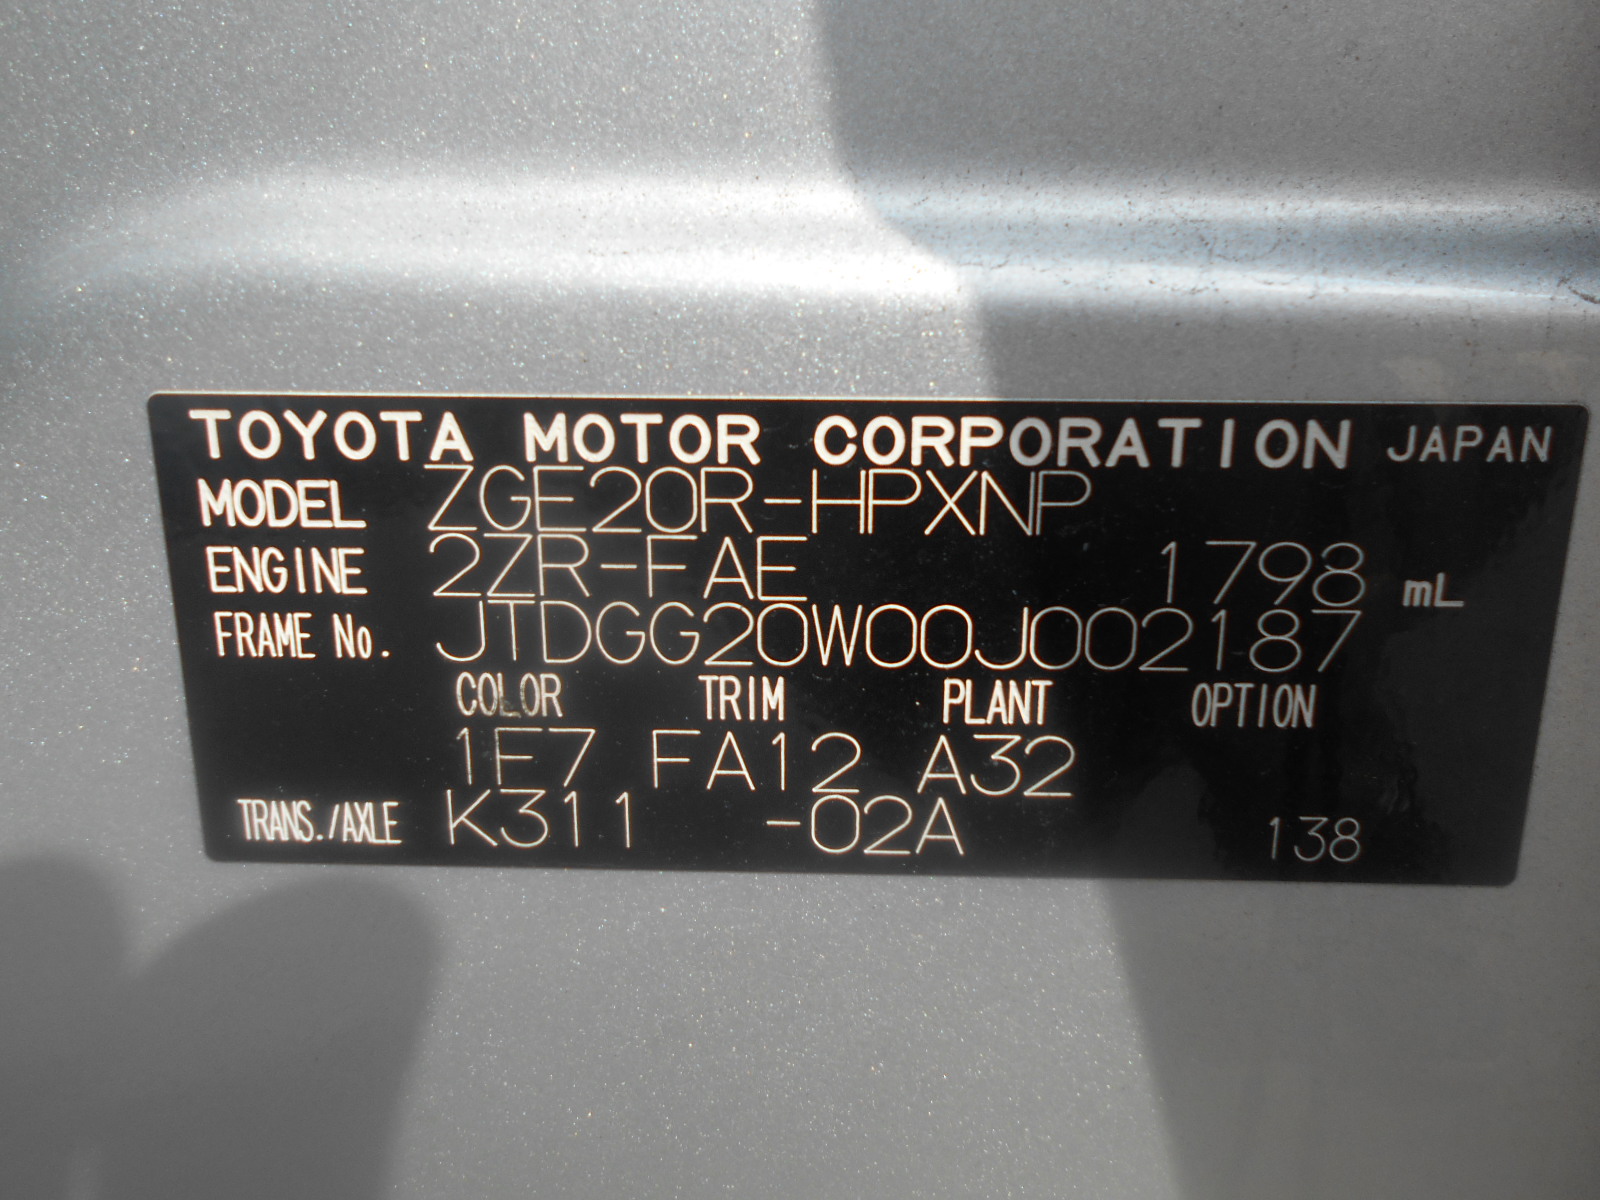 TOYOTA MOTOR CORPORATION JAPAN
MODEL ZGE20R-HPXNP
ENGINE 2ZR-FAE 1798 mL
FRAME No. JTDGG20W00J002187
COLOR TRIM PLANT OPTION
1E7 FA12 A32
TRANS./AXLE K311 -02A 138